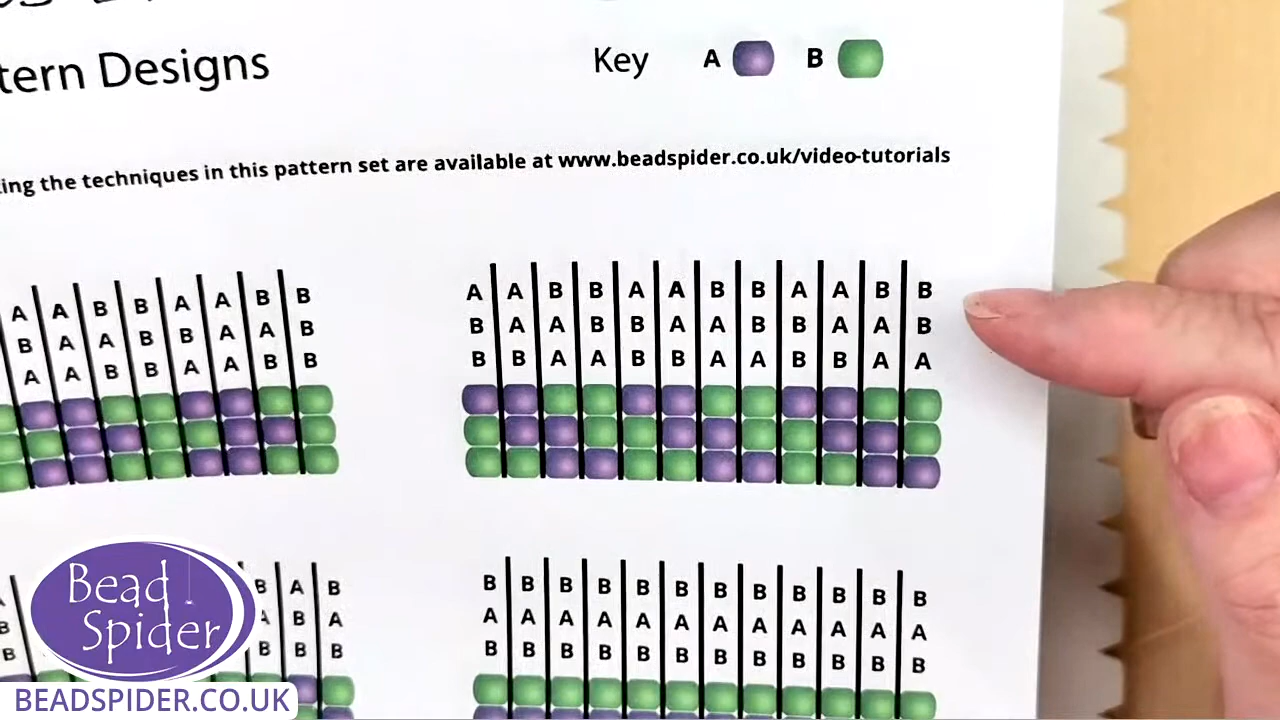 tern Designs
Key A B
ing the techniques in this pattern set are available at www.beadspider.co.uk/video-tutorials
A A B B A A B B
B A A B B A A B
A A B B A A B B
A A B B A A B B A A B B
B A A B B A A B B A A B
B B A A B B A A B B A A
B A B
B A
B B B
B B B B B B B B B B B B
A A A A A A A A A A A A
B B B B B B B B B B B B
Bead
Spider
BEADSPIDER.CO.UK